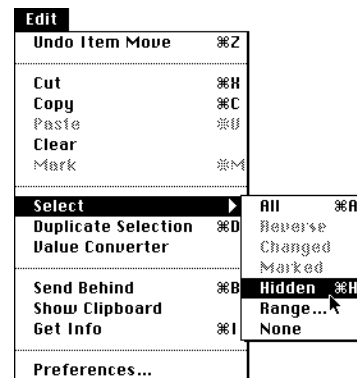 Edit
Undo Item Move ⌘Z
Cut ⌘X
Copy ⌘C
Paste ⌘V
Clear
Mark ⌘M
Select
Duplicate Selection ⌘D
Value Converter
Send Behind ⌘B
Show Clipboard
Get Info ⌘I
Preferences...
All ⌘A
Reverse
Changed
Marked
Hidden ⌘H
Range...
None